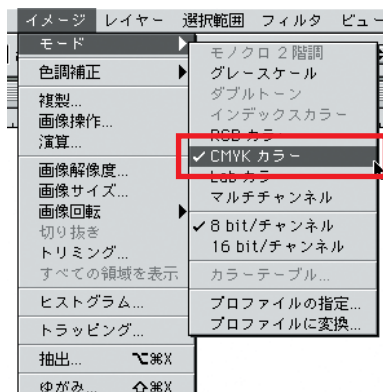 イメージ レイヤー 選択範囲 フィルタ ビュー
モード
色調補正
複製...
画像操作...
演算...
画像解像度...
画像サイズ...
画像回転
切り抜き
トリミング...
すべての領域を表示
ヒストグラム...
トラッピング...
抽出... ⌥⌘X
ゆがみ... ⇧⌘X
モノクロ 2 階調
グレースケール
ダブルトーン
インデックスカラー
RGB カラー
✓ CMYK カラー
Lab カラー
マルチチャンネル
✓ 8 bit/チャンネル
16 bit/チャンネル
カラーテーブル...
プロファイルの指定...
プロファイルに変換...